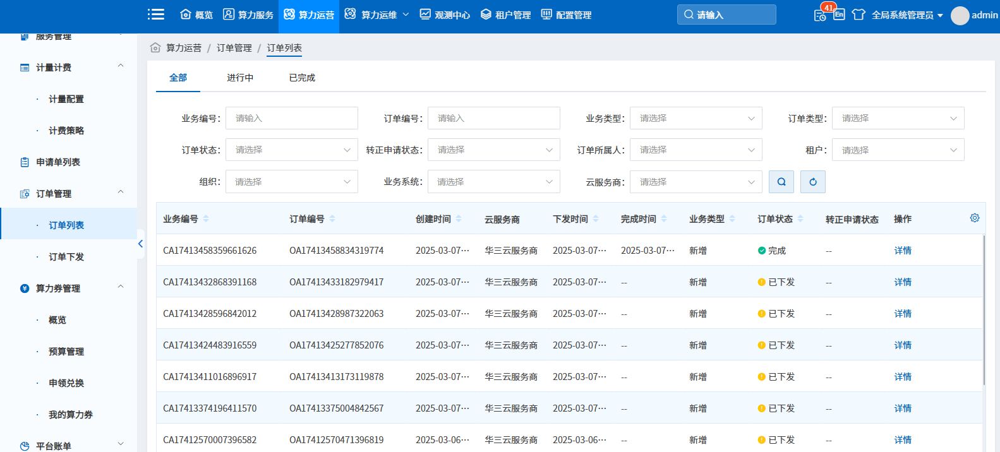 概览 算力服务 算力运营 算力运维 观测中心 租户管理 配置管理 请输入 41 En 全局系统管理员 admin
服务管理
计量计费
· 计量配置
· 计费策略
申请单列表
订单管理
· 订单列表
· 订单下发
算力券管理
· 概览
· 预算管理
· 申领兑换
· 我的算力券
平台账单
算力运营 / 订单管理 / 订单列表
全部 进行中 已完成
业务编号： 请输入 订单编号： 请输入 业务类型： 请选择 订单类型： 请选择
订单状态： 请选择 转正申请状态： 请选择 订单所属人： 请选择 租户： 请选择
组织： 请选择 业务系统： 请选择 云服务商： 请选择
业务编号 订单编号 创建时间 云服务商 下发时间 完成时间 业务类型 订单状态 转正申请状态 操作
CA17413458359661626 OA17413458834319774 2025-03-07… 华三云服务商 2025-03-07… 2025-03-07… 新增 完成 -- 详情
CA17413432868391168 OA17413433182979417 2025-03-07… 华三云服务商 2025-03-07… -- 新增 已下发 -- 详情
CA17413428596842012 OA17413428987322063 2025-03-07… 华三云服务商 2025-03-07… -- 新增 已下发 -- 详情
CA17413424483916559 OA17413425277852076 2025-03-07… 华三云服务商 2025-03-07… -- 新增 已下发 -- 详情
CA17413411016896917 OA17413413173119878 2025-03-07… 华三云服务商 2025-03-07… -- 新增 已下发 -- 详情
CA17413374196411570 OA17413375004842567 2025-03-07… 华三云服务商 2025-03-07… -- 新增 已下发 -- 详情
CA17412570007396582 OA17412570471396819 2025-03-06… 华三云服务商 2025-03-06… -- 新增 已下发 -- 详情